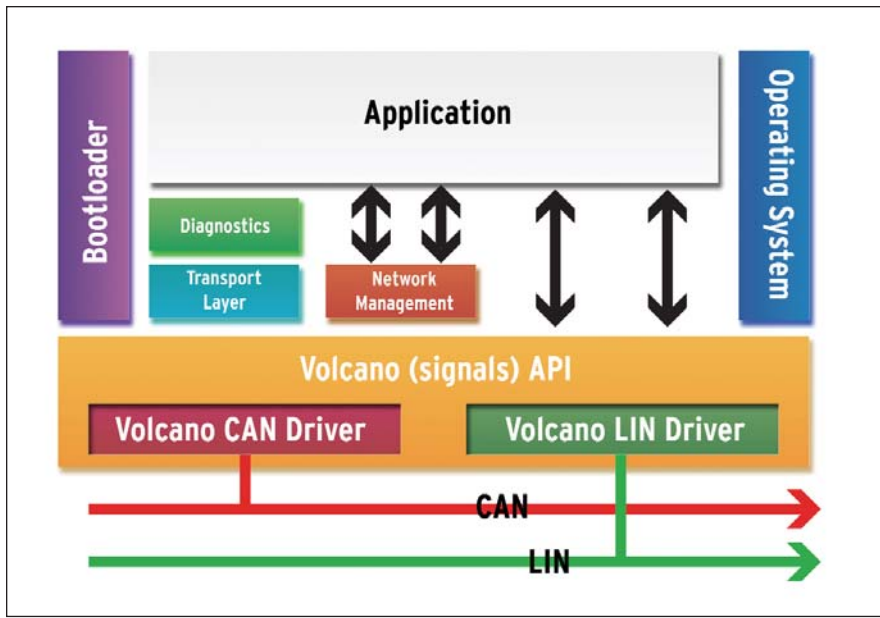 Bootloader
Application
Operating System
Diagnostics
Transport
Layer
Network
Management
Volcano (signals) API
Volcano CAN Driver
Volcano LIN Driver
CAN
LIN